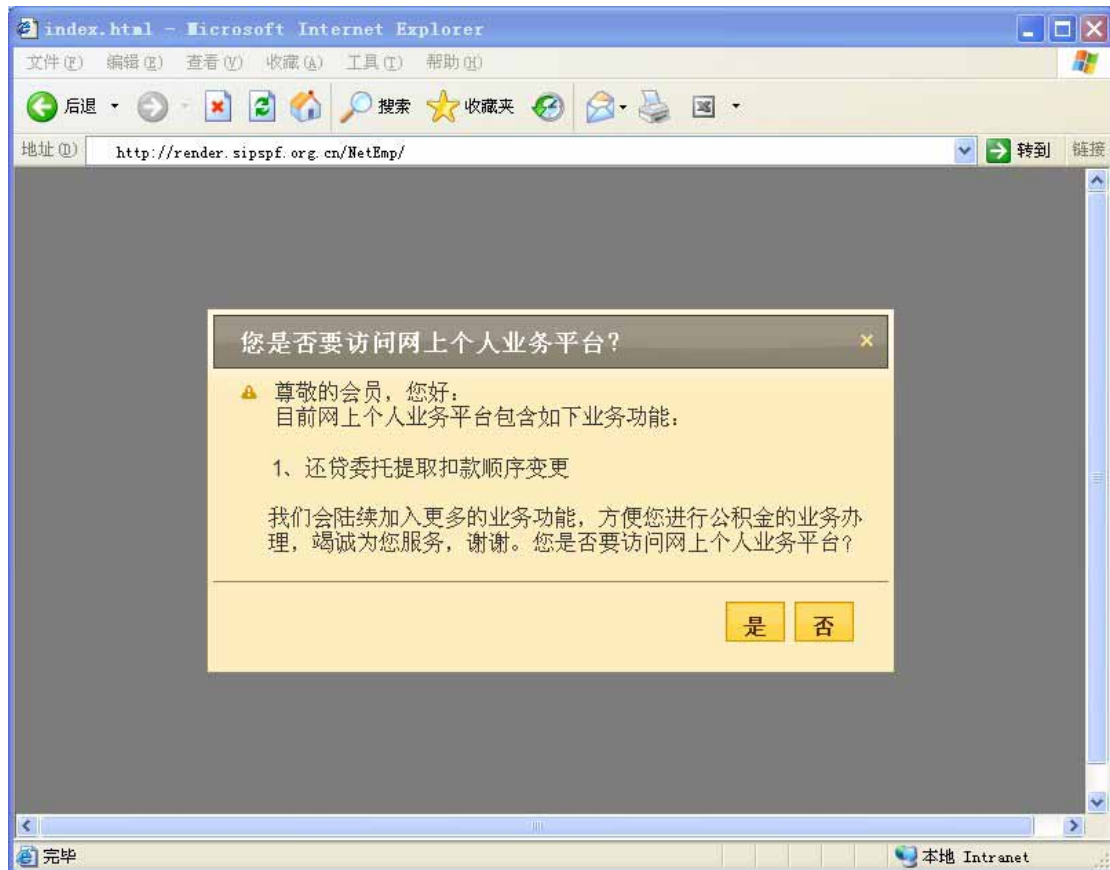 index.html - Microsoft Internet Explorer
文件(F) 编辑(E) 查看(V) 收藏(A) 工具(T) 帮助(H)
后退 搜索 收藏夹
地址(D) http://render.sipspf.org.cn/NetEmp/ 转到 链接
您是否要访问网上个人业务平台?
尊敬的会员，您好：
目前网上个人业务平台包含如下业务功能：
1、还贷委托提取扣款顺序变更
我们会陆续加入更多的业务功能，方便您进行公积金的业务办
理，竭诚为您服务，谢谢。您是否要访问网上个人业务平台?
是 否
完毕 本地 Intranet